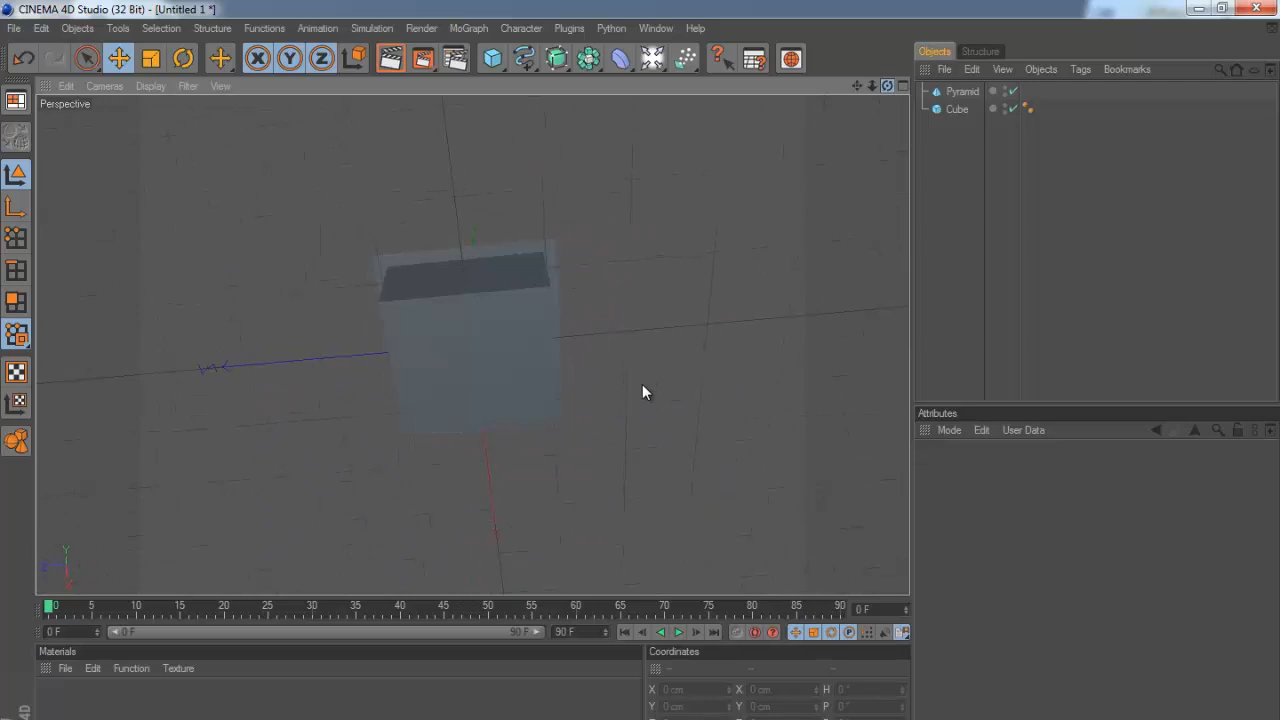 CINEMA 4D Studio (32 Bit) - [Untitled 1 *]
File Edit Objects Tools Selection Structure Functions Animation Simulation Render MoGraph Character Plugins Python Window Help
X Y Z
Objects Structure
File Edit View Objects Tags Bookmarks
Edit Cameras Display Filter View
Perspective
Pyramid
Cube
Attributes
Mode Edit User Data
Y
Z
X
0 5 10 15 20 25 30 35 40 45 50 55 60 65 70 75 80 85 90 0 F
0 F 0 F 90 F 90 F
Materials
File Edit Function Texture
Coordinates
X 0 cm X 0 cm H 0 °
Y 0 cm Y 0 cm P 0 °
4D